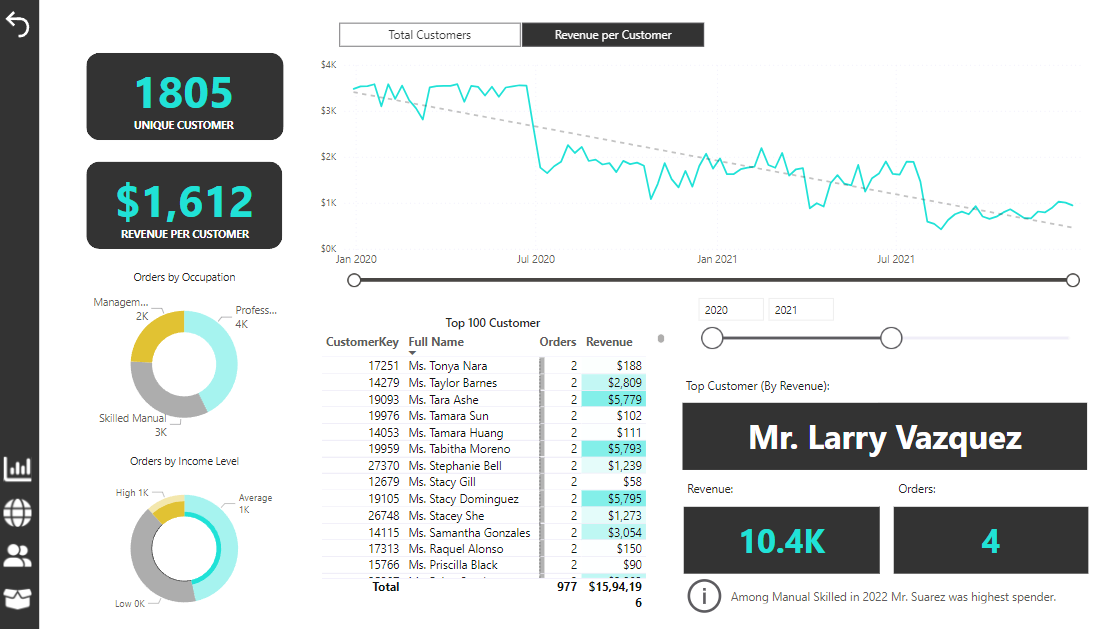 Total Customers
Revenue per Customer
1805
UNIQUE CUSTOMER
$1,612
REVENUE PER CUSTOMER
$4K
$3K
$2K
$1K
$0K
Jan 2020
Jul 2020
Jan 2021
Jul 2021
Orders by Occupation
Managem...
2K
Profess...
4K
Skilled Manual
3K
Orders by Income Level
High 1K
Average
1K
Low 0K
Top 100 Customer
CustomerKey Full Name Orders Revenue
17251 Ms. Tonya Nara 2 $188
14279 Ms. Taylor Barnes 2 $2,809
19093 Ms. Tara Ashe 2 $5,779
19976 Ms. Tamara Sun 2 $102
14053 Ms. Tamara Huang 2 $111
19959 Ms. Tabitha Moreno 2 $5,793
27370 Ms. Stephanie Bell 2 $1,239
12679 Ms. Stacy Gill 2 $58
19105 Ms. Stacy Dominguez 2 $5,795
26748 Ms. Stacey She 2 $1,273
14115 Ms. Samantha Gonzales 2 $3,054
17313 Ms. Raquel Alonso 2 $150
15766 Ms. Priscilla Black 2 $90
Total 977 $15,94,19
6
2020
2021
Top Customer (By Revenue):
Mr. Larry Vazquez
Revenue:
Orders:
10.4K
4
Among Manual Skilled in 2022 Mr. Suarez was highest spender.